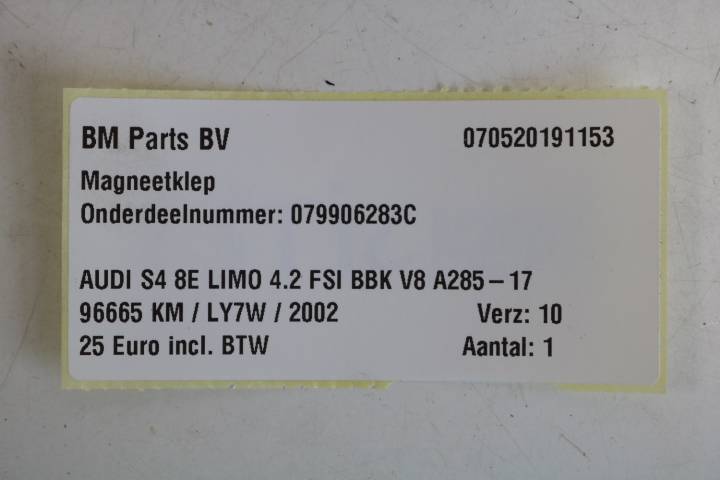 BM Parts BV 070520191153
Magneetklep
Onderdeelnummer: 079906283C
AUDI S4 8E LIMO 4.2 FSI BBK V8 A285-17
96665 KM / LY7W / 2002 Verz: 10
25 Euro incl. BTW Aantal: 1